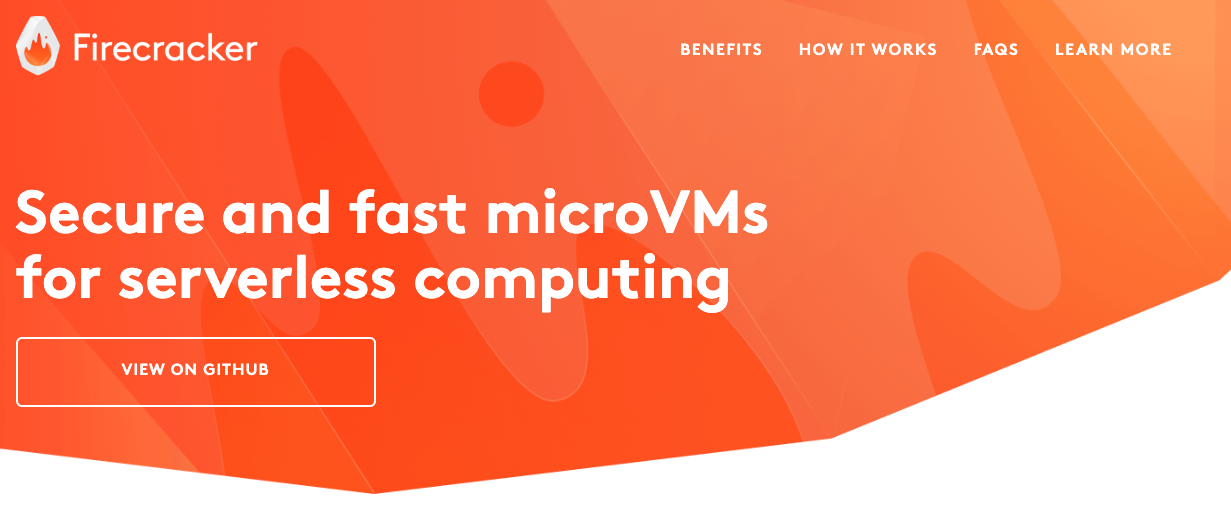 Firecracker
BENEFITS HOW IT WORKS FAQS LEARN MORE
Secure and fast microVMs
for serverless computing
VIEW ON GITHUB